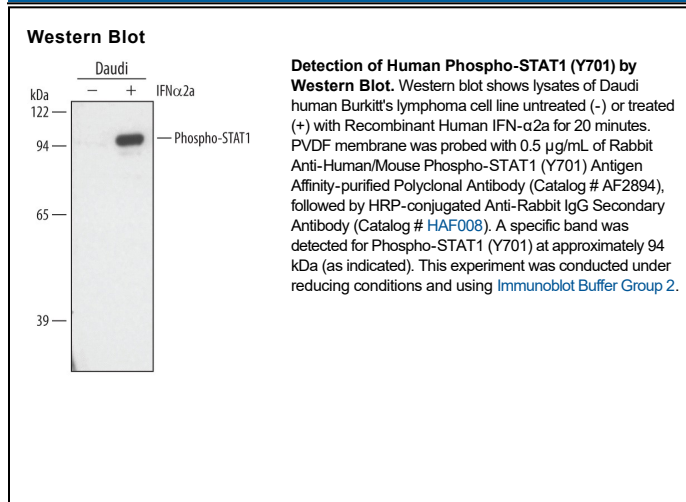 Western Blot
Daudi
kDa − + IFNα2a
122
94 Phospho-STAT1
65
39
Detection of Human Phospho-STAT1 (Y701) by
Western Blot. Western blot shows lysates of Daudi
human Burkitt's lymphoma cell line untreated (-) or treated
(+) with Recombinant Human IFN-α2a for 20 minutes.
PVDF membrane was probed with 0.5 µg/mL of Rabbit
Anti-Human/Mouse Phospho-STAT1 (Y701) Antigen
Affinity-purified Polyclonal Antibody (Catalog # AF2894),
followed by HRP-conjugated Anti-Rabbit IgG Secondary
Antibody (Catalog # HAF008). A specific band was
detected for Phospho-STAT1 (Y701) at approximately 94
kDa (as indicated). This experiment was conducted under
reducing conditions and using Immunoblot Buffer Group 2.